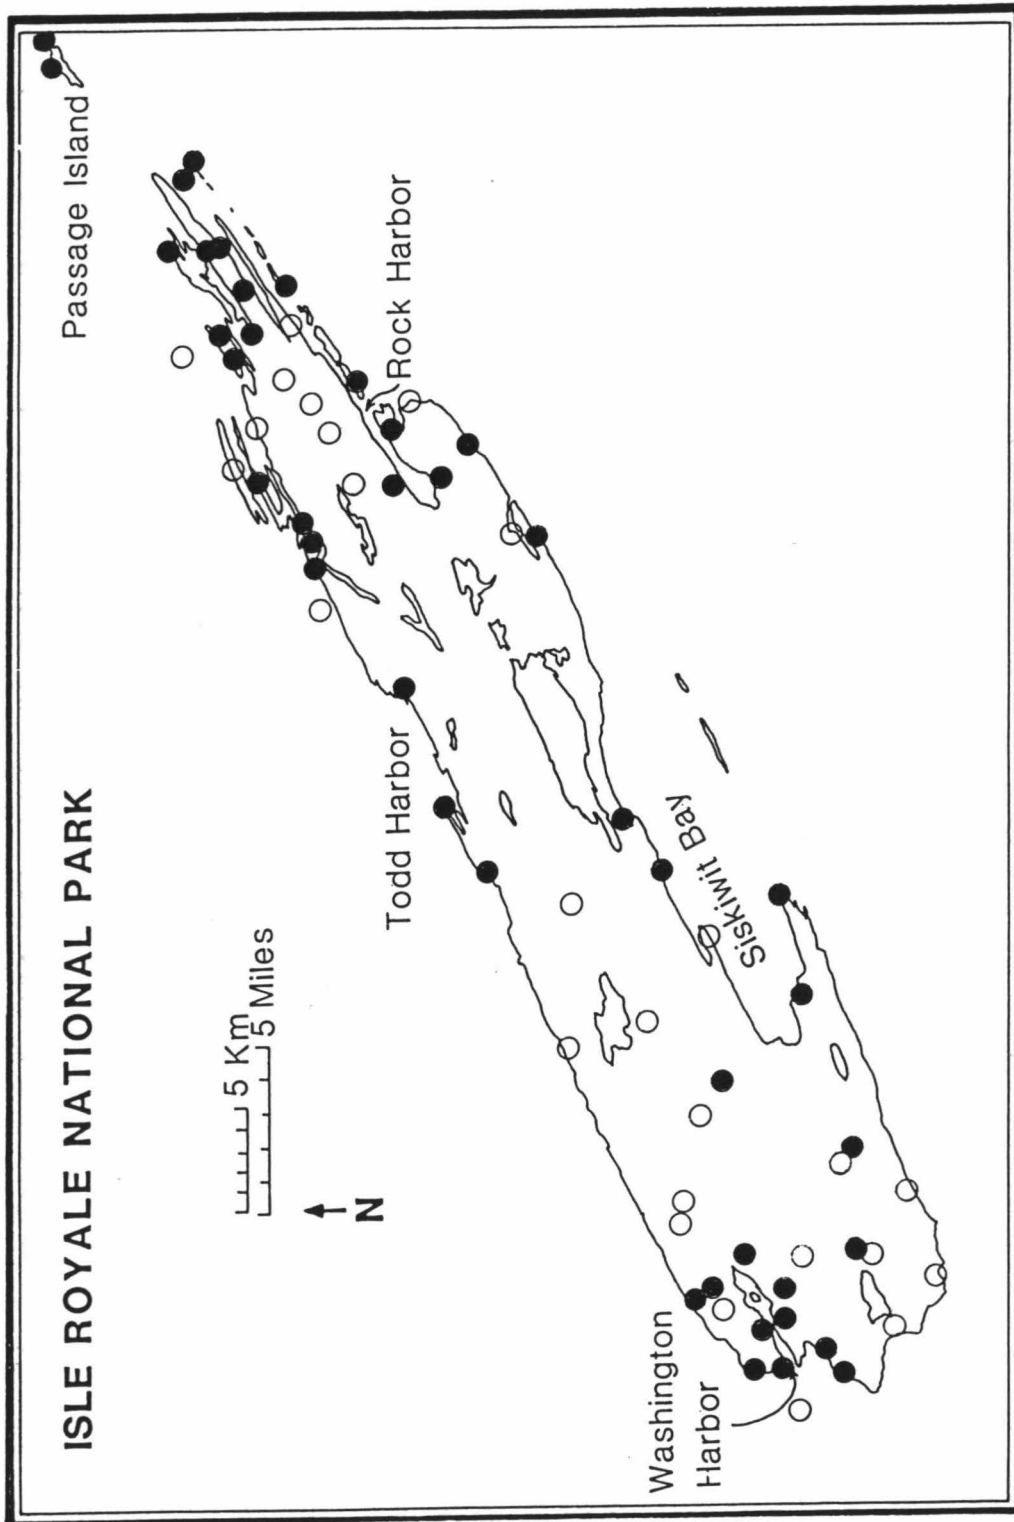 ISLE ROYALE NATIONAL PARK
Passage Island
5 Km
5 Miles
N
Todd Harbor
Rock Harbor
Siskiwit Bay
Washington
Harbor